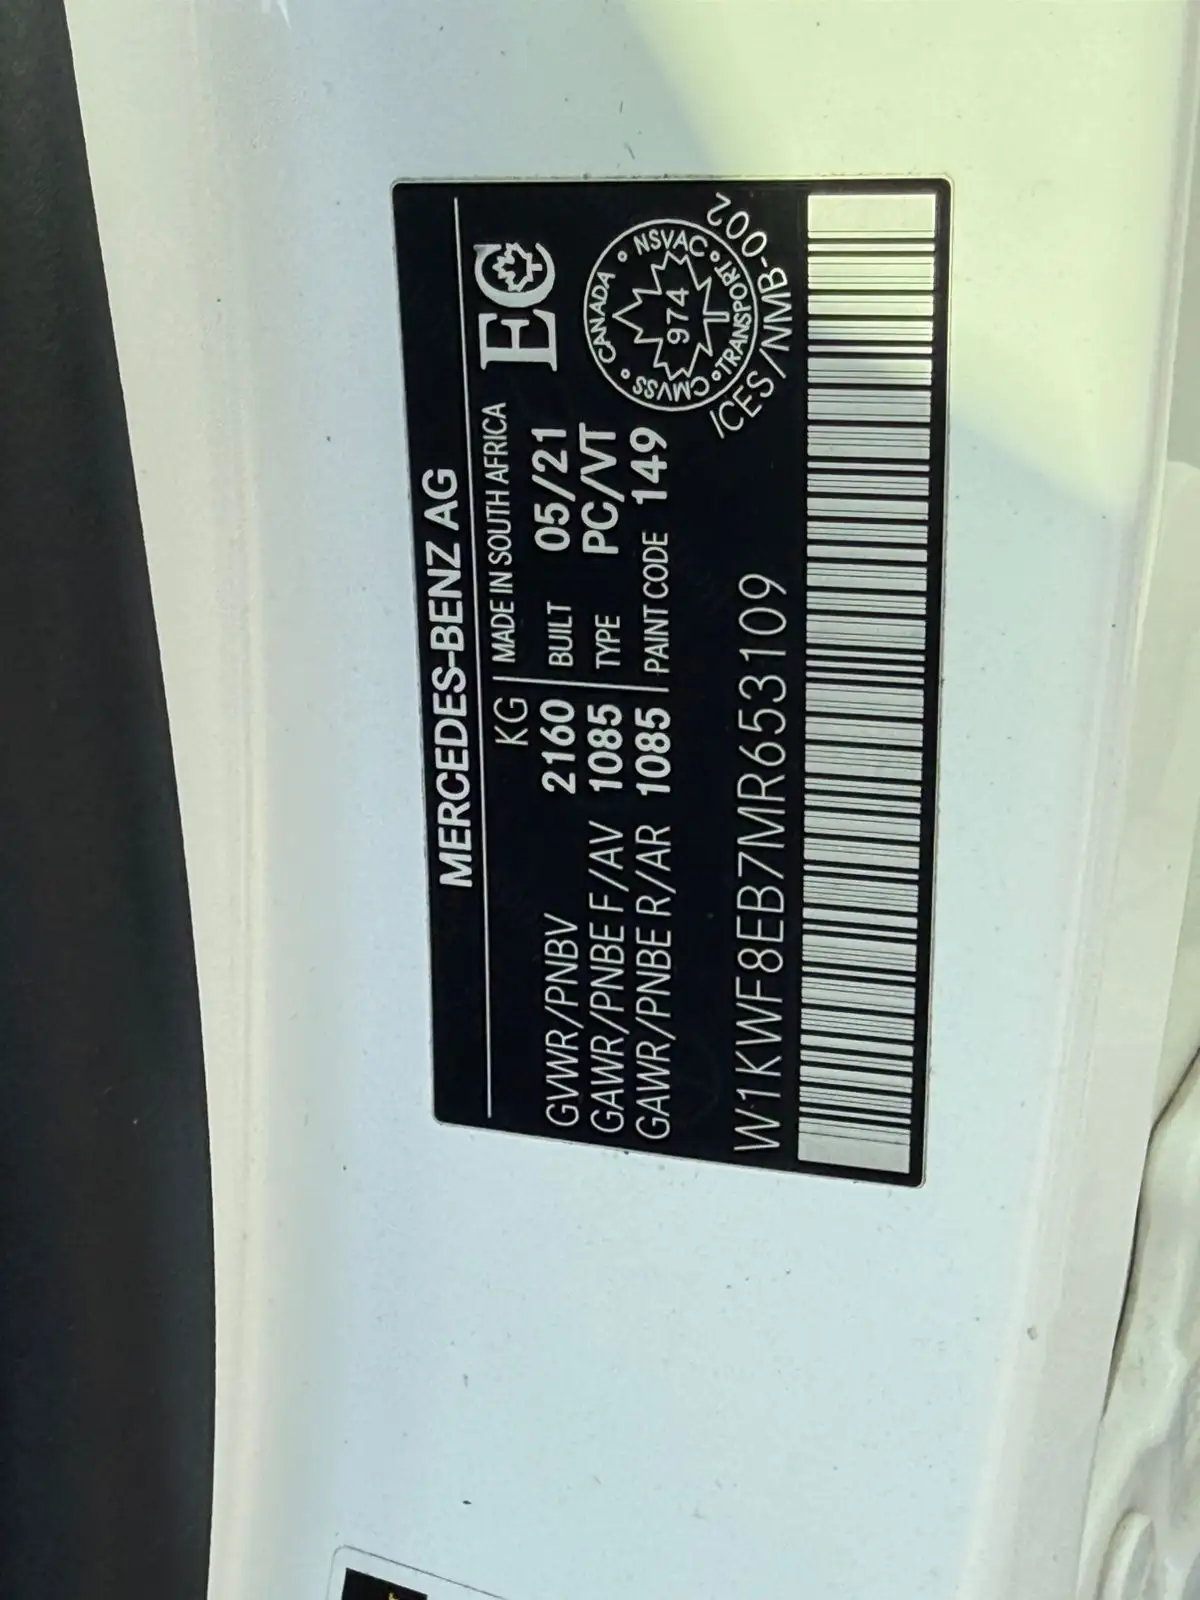 MERCEDES-BENZ AG
KG
MADE IN SOUTH AFRICA
EC
GVWR/PNBV 2160 BUILT 05/21
GAWR/PNBE F/AV 1085 TYPE PC/VT
GAWR/PNBE R/AR 1085 PAINT CODE 149
CANADA • NSVAC • TRANSPORT • CMVSS •
974
ICES/NMB-002
W1KWF8EB7MR653109